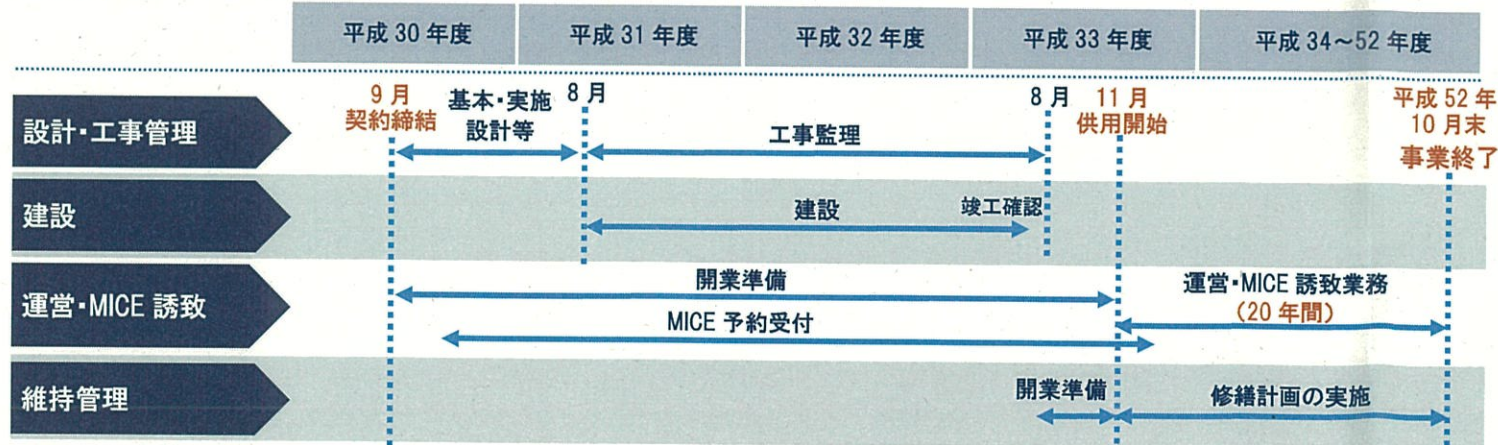 平成 30 年度
平成 31 年度
平成 32 年度
平成 33 年度
平成 34～52 年度
設計・工事管理
9 月
契約締結
基本・実施
設計等
8 月
工事監理
8 月
11 月
供用開始
平成 52 年
10 月末
事業終了
建設
建設
竣工確認
運営・MICE 誘致
開業準備
MICE 予約受付
運営・MICE 誘致業務
（20 年間）
維持管理
開業準備
修繕計画の実施